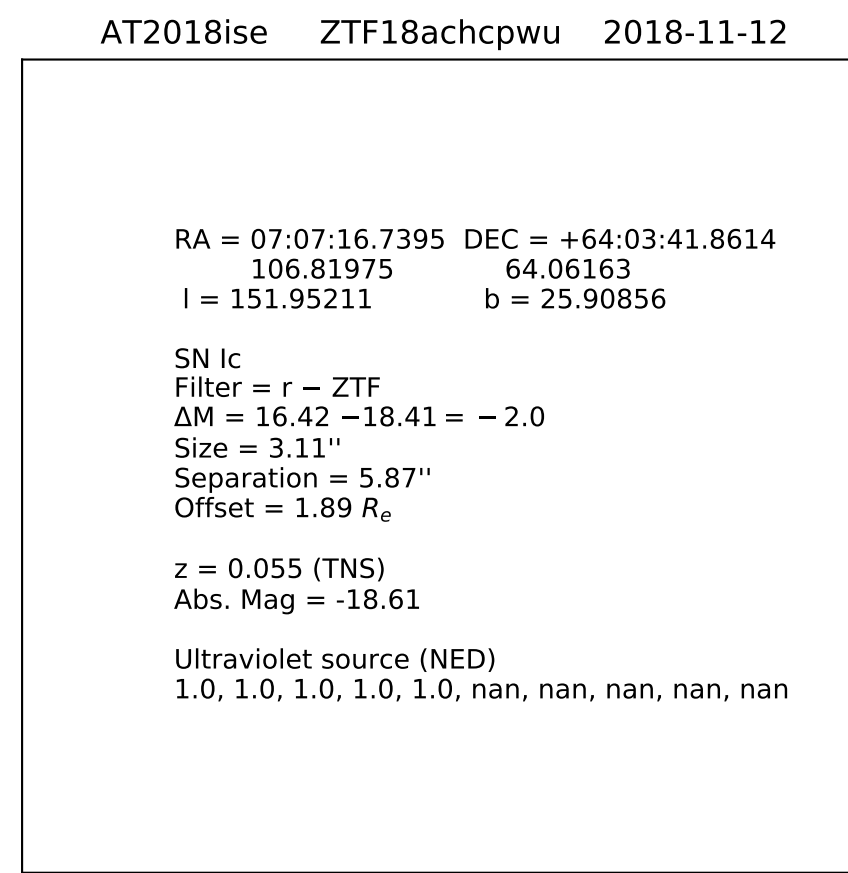 AT2018ise ZTF18achcpwu 2018-11-12
RA = 07:07:16.7395 DEC = +64:03:41.8614
106.81975 64.06163
l = 151.95211 b = 25.90856
SN Ic
Filter = r − ZTF
ΔM = 16.42 −18.41 = − 2.0
Size = 3.11''
Separation = 5.87''
Offset = 1.89 Rₑ
z = 0.055 (TNS)
Abs. Mag = -18.61
Ultraviolet source (NED)
1.0, 1.0, 1.0, 1.0, 1.0, nan, nan, nan, nan, nan